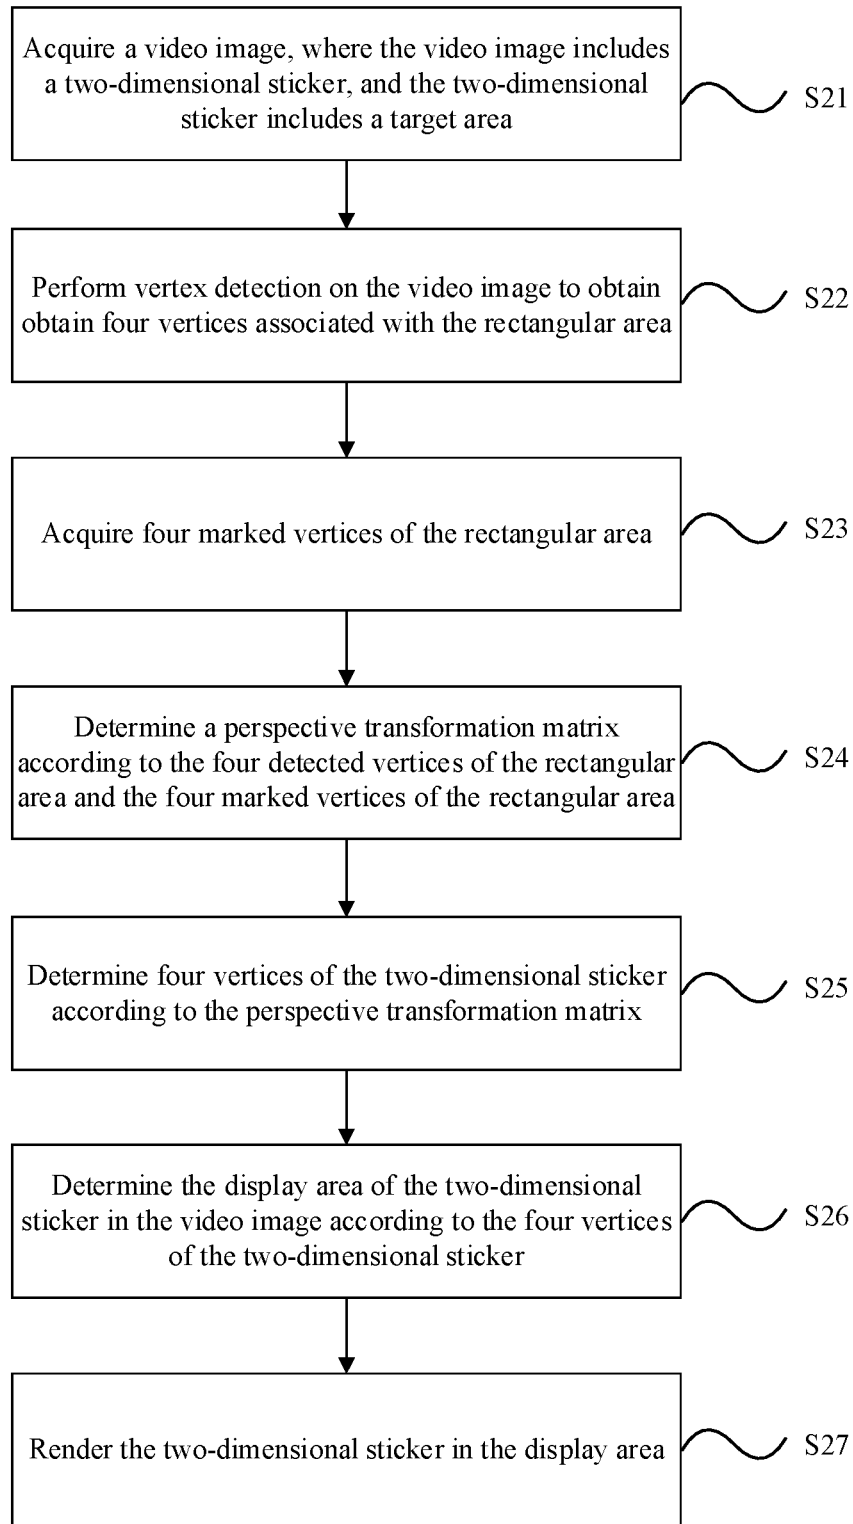 Acquire a video image, where the video image includes
a two-dimensional sticker, and the two-dimensional
sticker includes a target area
S21
Perform vertex detection on the video image to obtain
obtain four vertices associated with the rectangular area
S22
Acquire four marked vertices of the rectangular area
S23
Determine a perspective transformation matrix
according to the four detected vertices of the rectangular
area and the four marked vertices of the rectangular area
S24
Determine four vertices of the two-dimensional sticker
according to the perspective transformation matrix
S25
Determine the display area of the two-dimensional
sticker in the video image according to the four vertices
of the two-dimensional sticker
S26
Render the two-dimensional sticker in the display area
S27